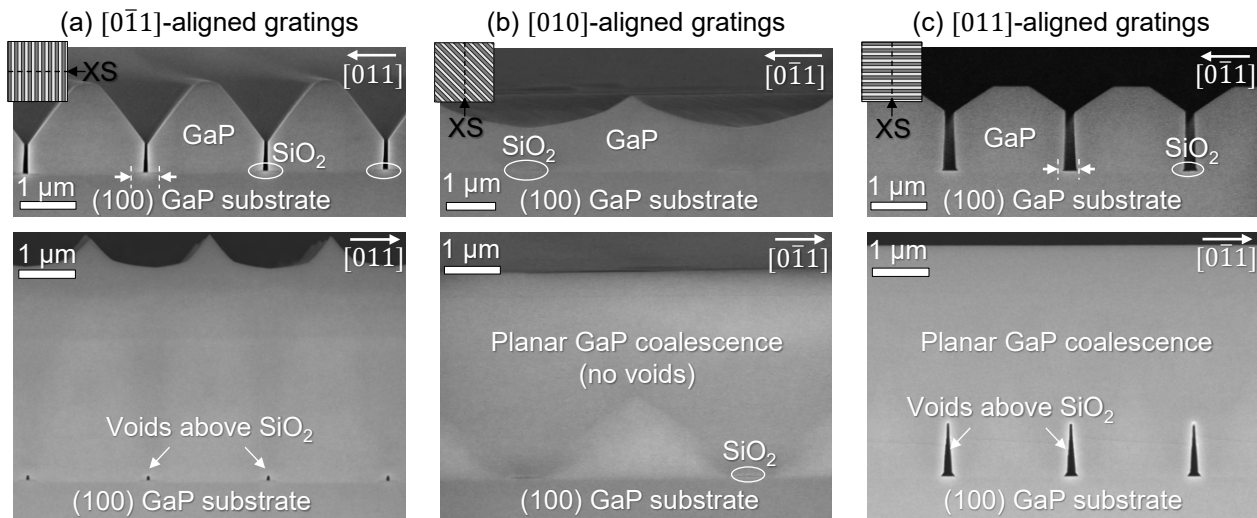 (a) [01̅1]-aligned gratings
XS
[011]
GaP
SiO₂
1 μm
(100) GaP substrate
1 μm
[011]
Voids above SiO₂
(100) GaP substrate
(b) [010]-aligned gratings
XS
[01̅1]
GaP
SiO₂
1 μm
(100) GaP substrate
1 μm
[01̅1]
Planar GaP coalescence
(no voids)
SiO₂
(100) GaP substrate
(c) [011]-aligned gratings
XS
[01̅1]
GaP
SiO₂
1 μm
(100) GaP substrate
1 μm
[01̅1]
Planar GaP coalescence
Voids above SiO₂
(100) GaP substrate